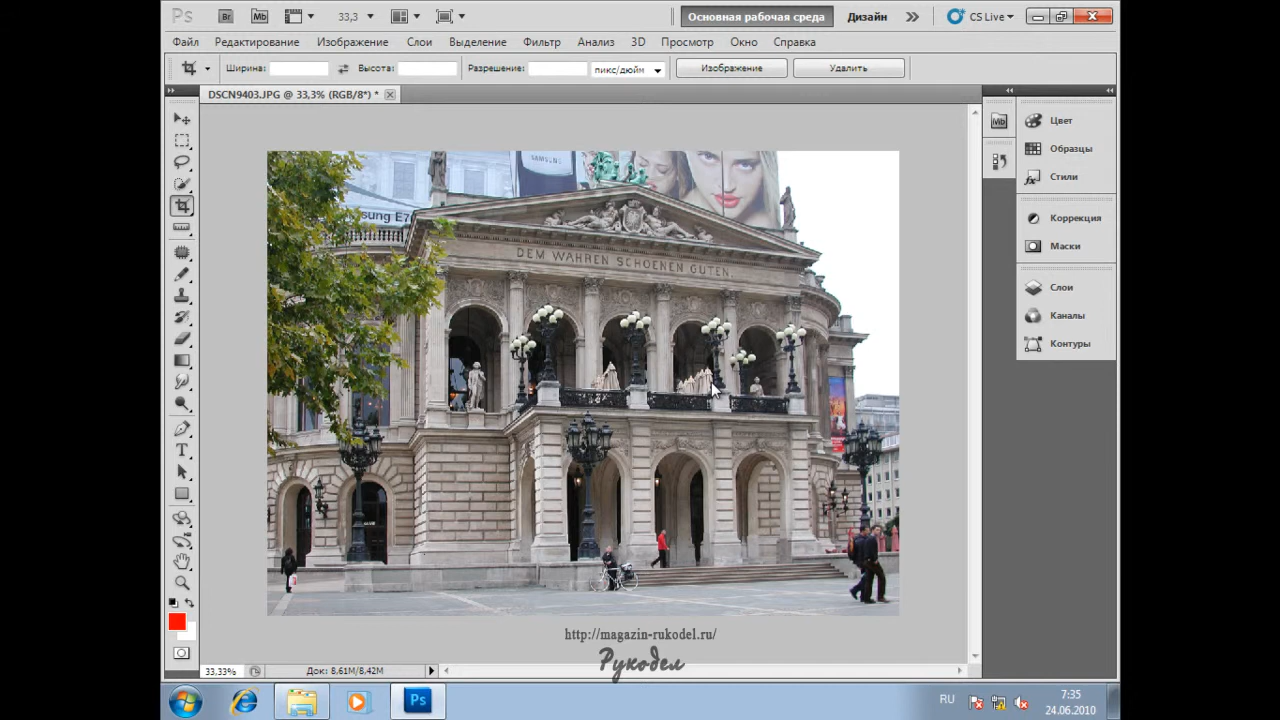 Ps Br Mb 33,3 Основная рабочая среда Дизайн CS Live
Файл Редактирование Изображение Слои Выделение Фильтр Анализ 3D Просмотр Окно Справка
Ширина: Высота: Разрешение: пикс/дюйм Изображение Удалить
DSCN9403.JPG @ 33,3% (RGB/8*) *
Mb
Цвет
Образцы
Стили
Коррекция
Маски
Слои
Каналы
Контуры
SAMSUNG
sung E7
DEM WAHREN SCHOENEN GUTEN
http://magazin-rukodel.ru/
Рукодел
33,33% Док: 8,61M/8,42M
Ps RU 7:35
24.06.2010